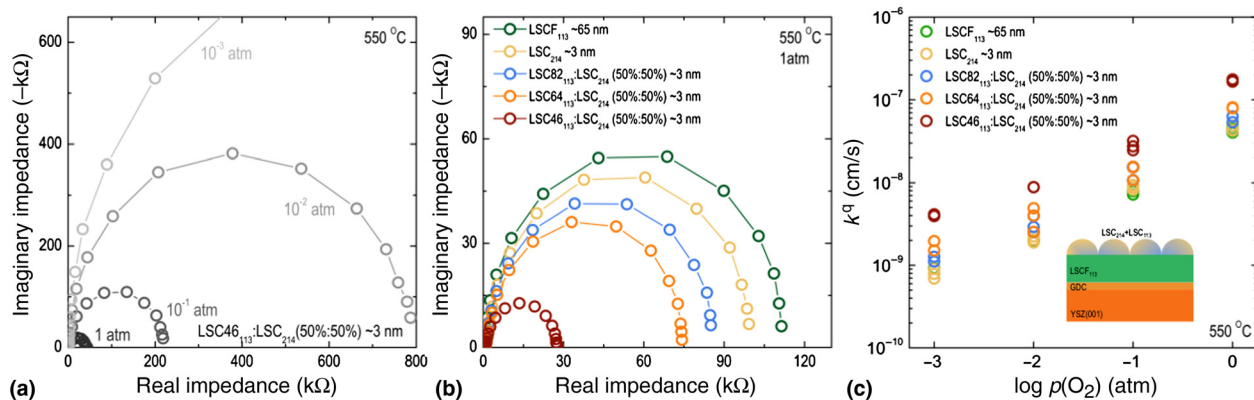 600
400
200
0
0
200
400
600
800
Imaginary impedance (−kΩ)
Real impedance (kΩ)
10⁻³ atm
550 °C
10⁻² atm
10⁻¹ atm
1 atm
LSC46₁₁₃:LSC₂₁₄(50%:50%) ~3 nm
(a)
90
60
30
0
0
30
60
90
120
Imaginary impedance (−kΩ)
Real impedance (kΩ)
LSCF₁₁₃ ~65 nm
LSC₂₁₄ ~3 nm
LSC82₁₁₃:LSC₂₁₄ (50%:50%) ~3 nm
LSC64₁₁₃:LSC₂₁₄ (50%:50%) ~3 nm
LSC46₁₁₃:LSC₂₁₄ (50%:50%) ~3 nm
550 °C
1atm
(b)
10⁻⁶
10⁻⁷
10⁻⁸
10⁻⁹
10⁻¹⁰
−3
−2
−1
0
k^q (cm/s)
log p(O₂) (atm)
LSCF₁₁₃ ~65 nm
LSC₂₁₄ ~3 nm
LSC82₁₁₃:LSC₂₁₄ (50%:50%) ~3 nm
LSC64₁₁₃:LSC₂₁₄ (50%:50%) ~3 nm
LSC46₁₁₃:LSC₂₁₄ (50%:50%) ~3 nm
LSC₂₁₄+LSC₁₁₃
LSCF₁₁₃
GDC
YSZ(001)
550 °C
(c)